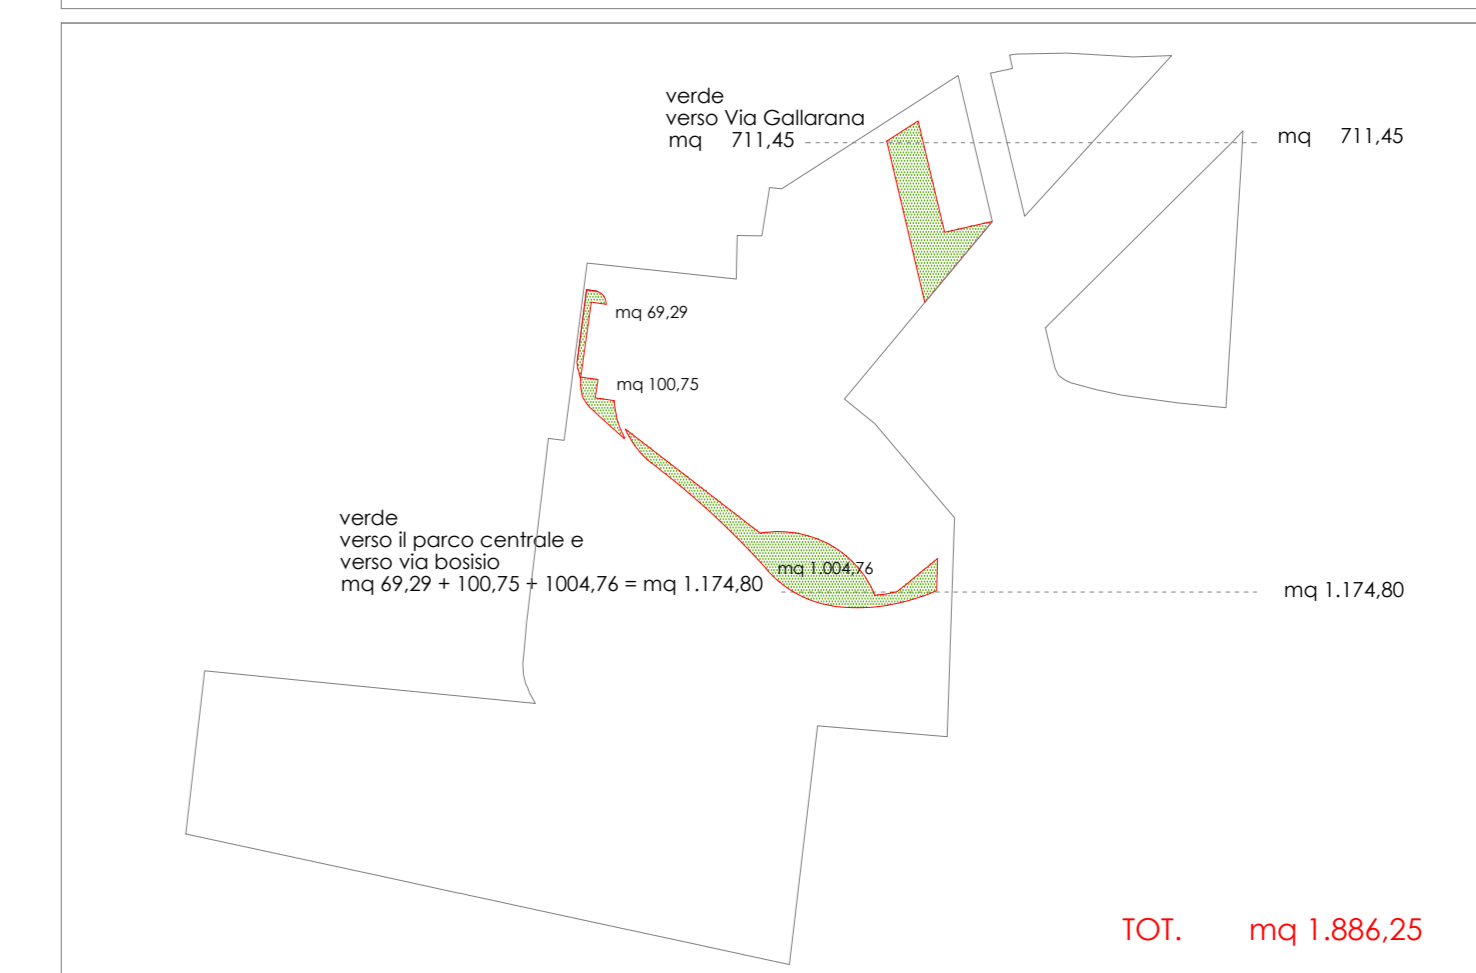 verde
verso Via Gallarana
mq 711,45
mq 711,45
mq 69,29
mq 100,75
verde
verso il parco centrale e
verso via bosisio
mq 69,29 + 100,75 + 1004,76 = mq 1.174,80
mq 1.004,76
mq 1.174,80
TOT. mq 1.886,25